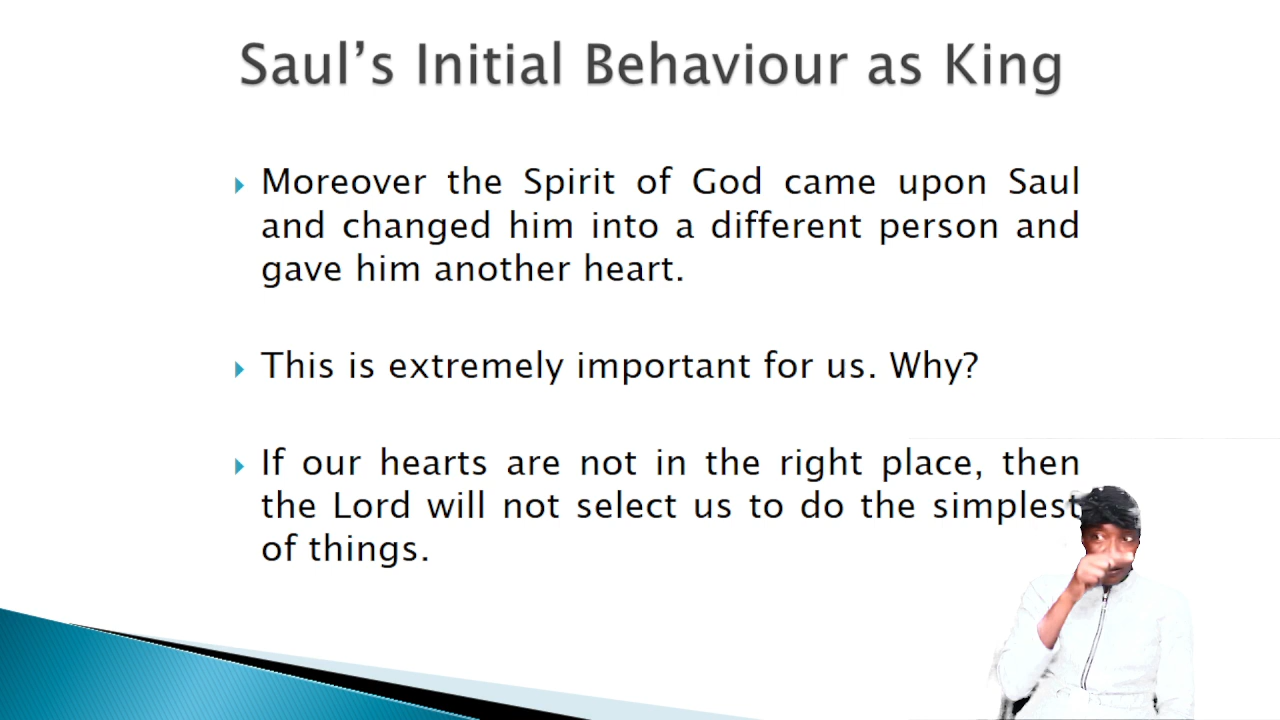 Saul’s Initial Behaviour as King
Moreover the Spirit of God came upon Saul
and changed him into a different person and
gave him another heart.
This is extremely important for us. Why?
If our hearts are not in the right place, then
the Lord will not select us to do the simplest
of things.